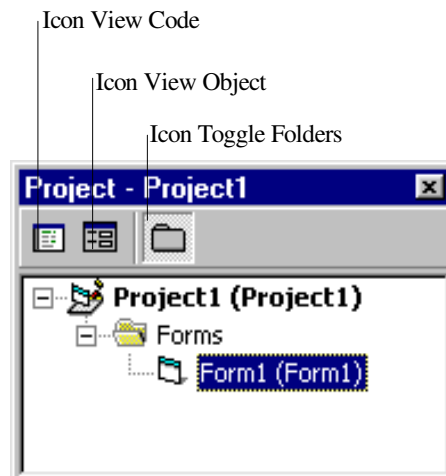 Icon View Code
Icon View Object
Icon Toggle Folders
Project - Project1
Project1 (Project1)
Forms
Form1 (Form1)